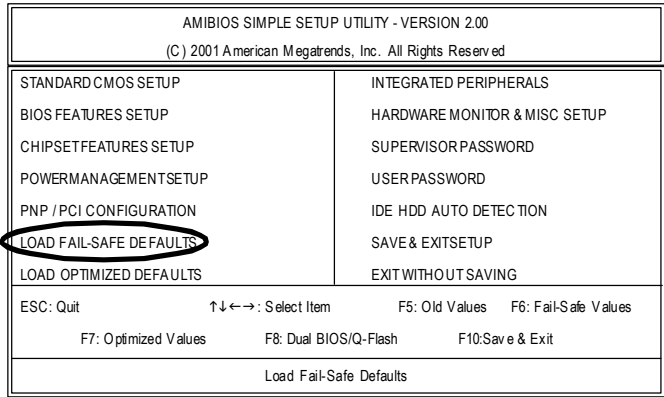 AMIBIOS SIMPLE SETUP UTILITY - VERSION 2.00
(C) 2001 American Megatrends, Inc. All Rights Reserved
STANDARD CMOS SETUP
BIOS FEATURES SETUP
CHIPSET FEATURES SETUP
POWER MANAGEMENT SETUP
PNP / PCI CONFIGURATION
LOAD FAIL-SAFE DEFAULTS
LOAD OPTIMIZED DEFAULTS
INTEGRATED PERIPHERALS
HARDWARE MONITOR & MISC SETUP
SUPERVISOR PASSWORD
USER PASSWORD
IDE HDD AUTO DETECTION
SAVE & EXIT SETUP
EXIT WITHOUT SAVING
ESC: Quit ↑↓←→: Select Item F5: Old Values F6: Fail-Safe Values
F7: Optimized Values F8: Dual BIOS/Q-Flash F10:Save & Exit
Load Fail-Safe Defaults